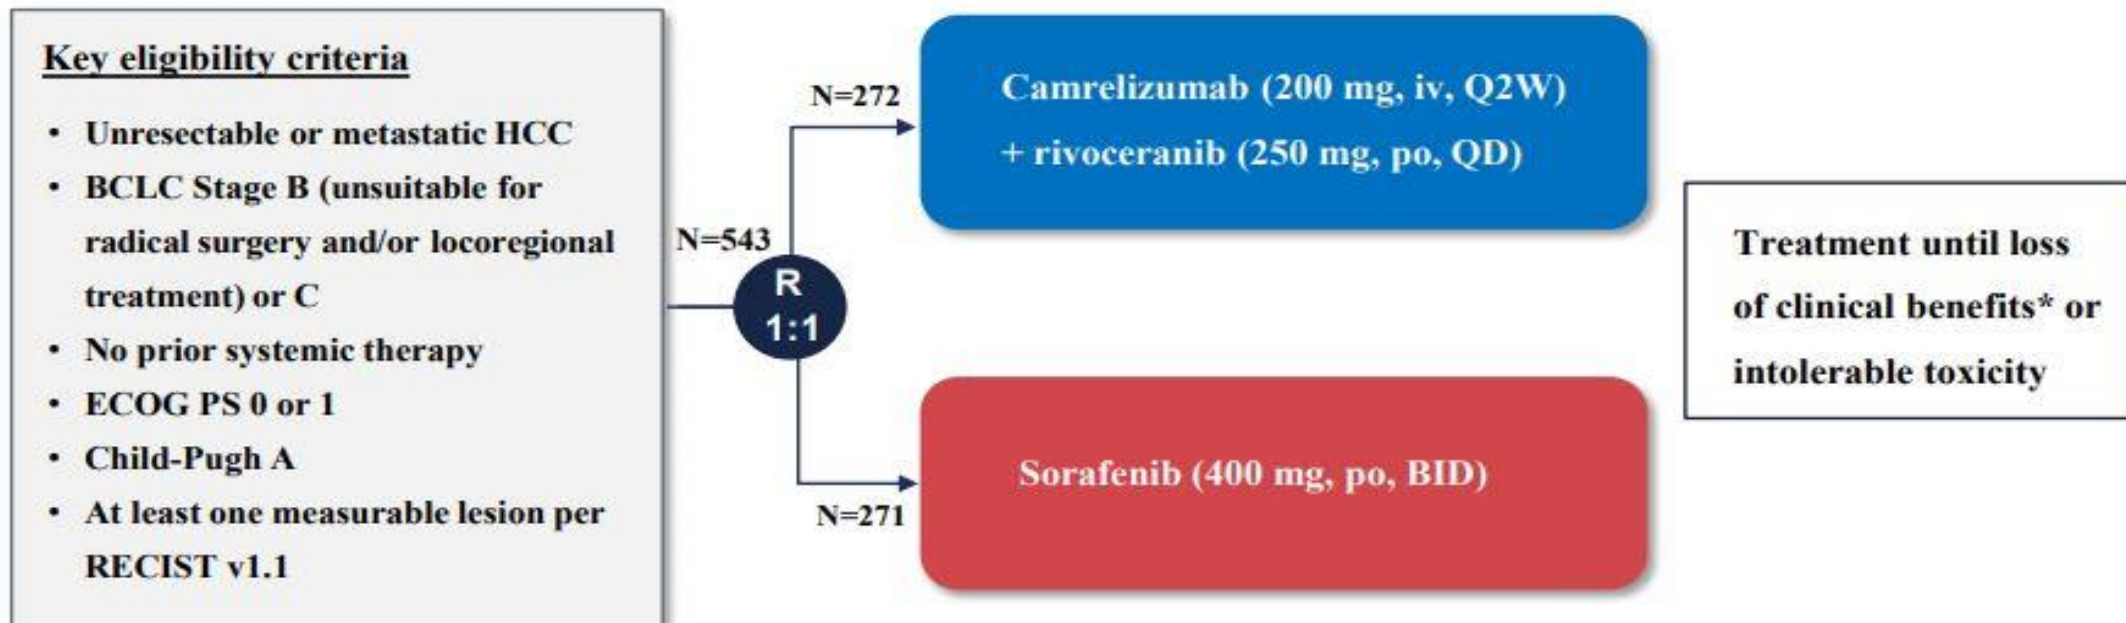 Key eligibility criteria
• Unresectable or metastatic HCC
• BCLC Stage B (unsuitable for
radical surgery and/or locoregional
treatment) or C
• No prior systemic therapy
• ECOG PS 0 or 1
• Child-Pugh A
• At least one measurable lesion per
RECIST v1.1
N=543
R
1:1
N=272
Camrelizumab (200 mg, iv, Q2W)
+ rivoceranib (250 mg, po, QD)
N=271
Sorafenib (400 mg, po, BID)
Treatment until loss
of clinical benefits* or
intolerable toxicity